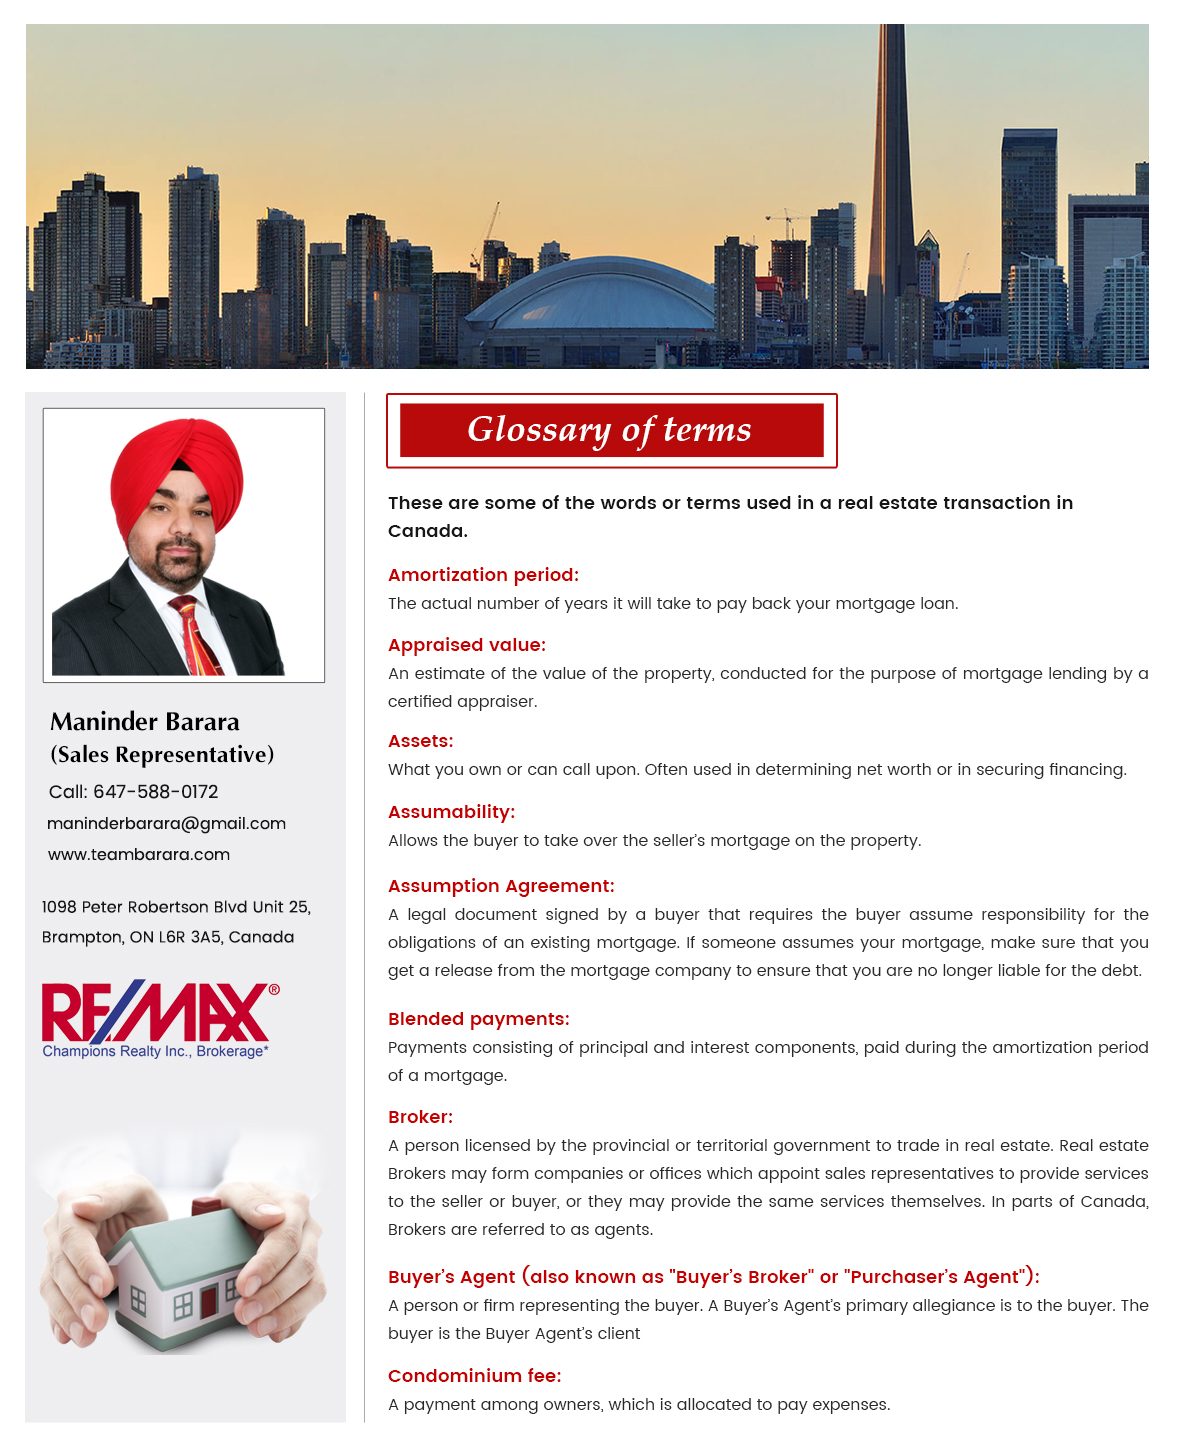 Maninder Barara
(Sales Representative)
Call: 647-588-0172
maninderbarara@gmail.com
www.teambarara.com
1098 Peter Robertson Blvd Unit 25,
Brampton, ON L6R 3A5, Canada
RE/MAX®
Champions Realty Inc., Brokerage*
Glossary of terms
These are some of the words or terms used in a real estate transaction in
Canada.
Amortization period:
The actual number of years it will take to pay back your mortgage loan.
Appraised value:
An estimate of the value of the property, conducted for the purpose of mortgage lending by a
certified appraiser.
Assets:
What you own or can call upon. Often used in determining net worth or in securing financing.
Assumability:
Allows the buyer to take over the seller's mortgage on the property.
Assumption Agreement:
A legal document signed by a buyer that requires the buyer assume responsibility for the
obligations of an existing mortgage. If someone assumes your mortgage, make sure that you
get a release from the mortgage company to ensure that you are no longer liable for the debt.
Blended payments:
Payments consisting of principal and interest components, paid during the amortization period
of a mortgage.
Broker:
A person licensed by the provincial or territorial government to trade in real estate. Real estate
Brokers may form companies or offices which appoint sales representatives to provide services
to the seller or buyer, or they may provide the same services themselves. In parts of Canada,
Brokers are referred to as agents.
Buyer's Agent (also known as "Buyer's Broker" or "Purchaser's Agent"):
A person or firm representing the buyer. A Buyer's Agent's primary allegiance is to the buyer. The
buyer is the Buyer Agent's client
Condominium fee:
A payment among owners, which is allocated to pay expenses.